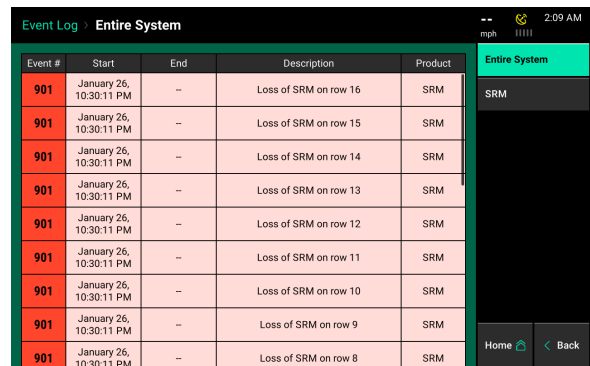 Event Log > Entire System
-- 2:09 AM
mph
Event # Start End Description Product
901 January 26, 10:30:11 PM -- Loss of SRM on row 16 SRM
901 January 26, 10:30:11 PM -- Loss of SRM on row 15 SRM
901 January 26, 10:30:11 PM -- Loss of SRM on row 14 SRM
901 January 26, 10:30:11 PM -- Loss of SRM on row 13 SRM
901 January 26, 10:30:11 PM -- Loss of SRM on row 12 SRM
901 January 26, 10:30:11 PM -- Loss of SRM on row 11 SRM
901 January 26, 10:30:11 PM -- Loss of SRM on row 10 SRM
901 January 26, 10:30:11 PM -- Loss of SRM on row 9 SRM
901 January 26, 10:30:11 PM -- Loss of SRM on row 8 SRM
Entire System
SRM
Home < Back